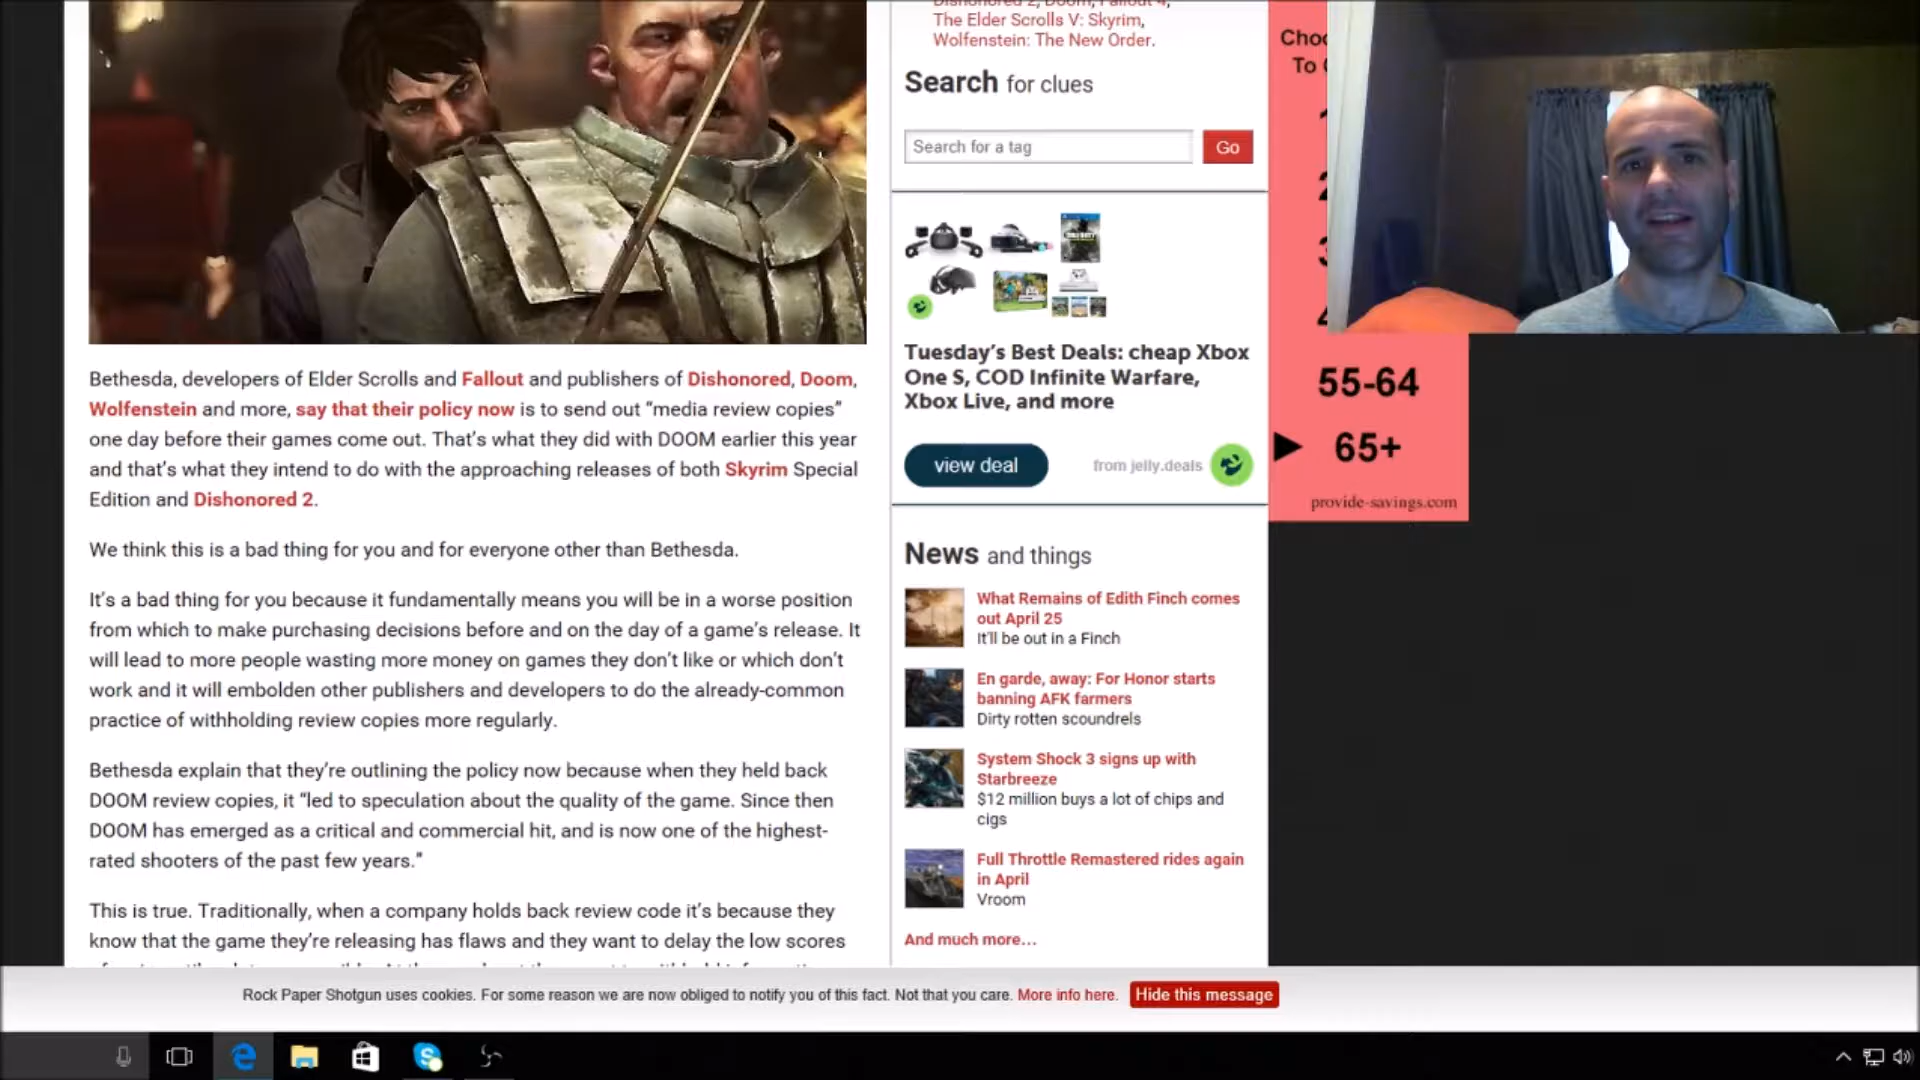 Bethesda, developers of Elder Scrolls and Fallout and publishers of Dishonored, Doom,
Wolfenstein and more, say that their policy now is to send out “media review copies”
one day before their games come out. That’s what they did with DOOM earlier this year
and that’s what they intend to do with the approaching releases of both Skyrim Special
Edition and Dishonored 2.
We think this is a bad thing for you and for everyone other than Bethesda.
It’s a bad thing for you because it fundamentally means you will be in a worse position
from which to make purchasing decisions before and on the day of a game’s release. It
will lead to more people wasting more money on games they don’t like or which don’t
work and it will embolden other publishers and developers to do the already-common
practice of withholding review copies more regularly.
Bethesda explain that they’re outlining the policy now because when they held back
DOOM review copies, it “led to speculation about the quality of the game. Since then
DOOM has emerged as a critical and commercial hit, and is now one of the highest-
rated shooters of the past few years.”
This is true. Traditionally, when a company holds back review code it’s because they
know that the game they’re releasing has flaws and they want to delay the low scores
Dishonored 2, Doom, Fallout 4,
The Elder Scrolls V: Skyrim,
Wolfenstein: The New Order.
Search for clues
Search for a tag
Go
Tuesday’s Best Deals: cheap Xbox
One S, COD Infinite Warfare,
Xbox Live, and more
view deal
from jelly.deals
News and things
What Remains of Edith Finch comes
out April 25
It’ll be out in a Finch
En garde, away: For Honor starts
banning AFK farmers
Dirty rotten scoundrels
System Shock 3 signs up with
Starbreeze
$12 million buys a lot of chips and
cigs
Full Throttle Remastered rides again
in April
Vroom
And much more…
To
55-64
65+
provide-savings.com
Rock Paper Shotgun uses cookies. For some reason we are now obliged to notify you of this fact. Not that you care. More info here.
Hide this message